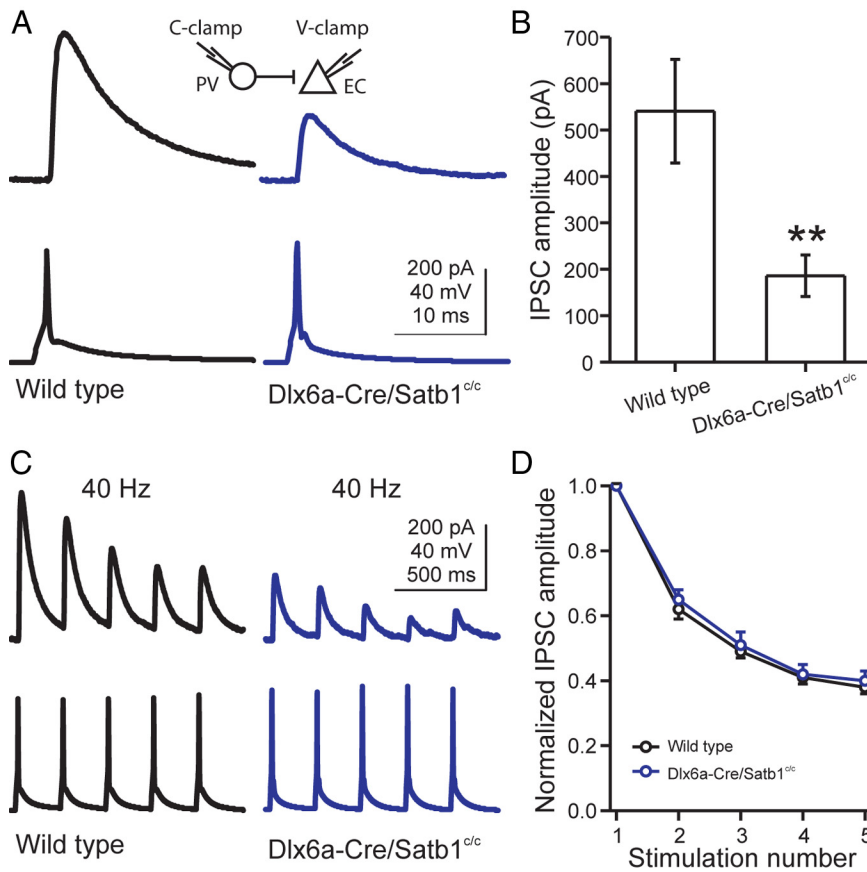 A
C-clamp
V-clamp
PV
EC
200 pA
40 mV
10 ms
Wild type
Dlx6a-Cre/Satb1c/c
B
IPSC amplitude (pA)
700
600
500
400
300
200
100
0
**
Wild type
Dlx6a-Cre/Satb1c/c
C
40 Hz
40 Hz
200 pA
40 mV
500 ms
Wild type
Dlx6a-Cre/Satb1c/c
D
Normalized IPSC amplitude
1.0
0.8
0.6
0.4
0.2
0.0
Wild type
Dlx6a-Cre/Satb1c/c
1 2 3 4 5
Stimulation number